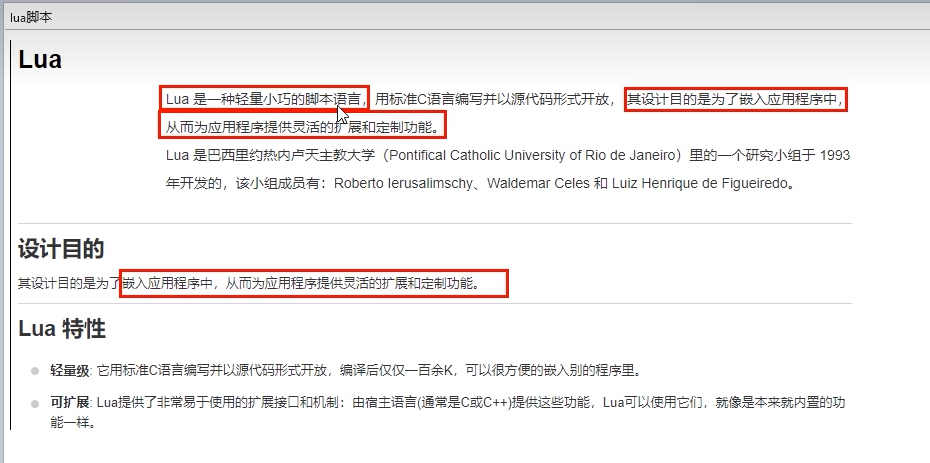 lua脚本
Lua
Lua 是一种轻量小巧的脚本语言，用标准C语言编写并以源代码形式开放，其设计目的是为了嵌入应用程序中，
从而为应用程序提供灵活的扩展和定制功能。
Lua 是巴西里约热内卢天主教大学（Pontifical Catholic University of Rio de Janeiro）里的一个研究小组于 1993
年开发的，该小组成员有：Roberto Ierusalimschy、Waldemar Celes 和 Luiz Henrique de Figueiredo。
设计目的
其设计目的是为了嵌入应用程序中，从而为应用程序提供灵活的扩展和定制功能。
Lua 特性
轻量级: 它用标准C语言编写并以源代码形式开放，编译后仅仅一百余K，可以很方便的嵌入别的程序里。
可扩展: Lua提供了非常易于使用的扩展接口和机制：由宿主语言(通常是C或C++)提供这些功能，Lua可以使用它们，就像是本来就内置的功
能一样。